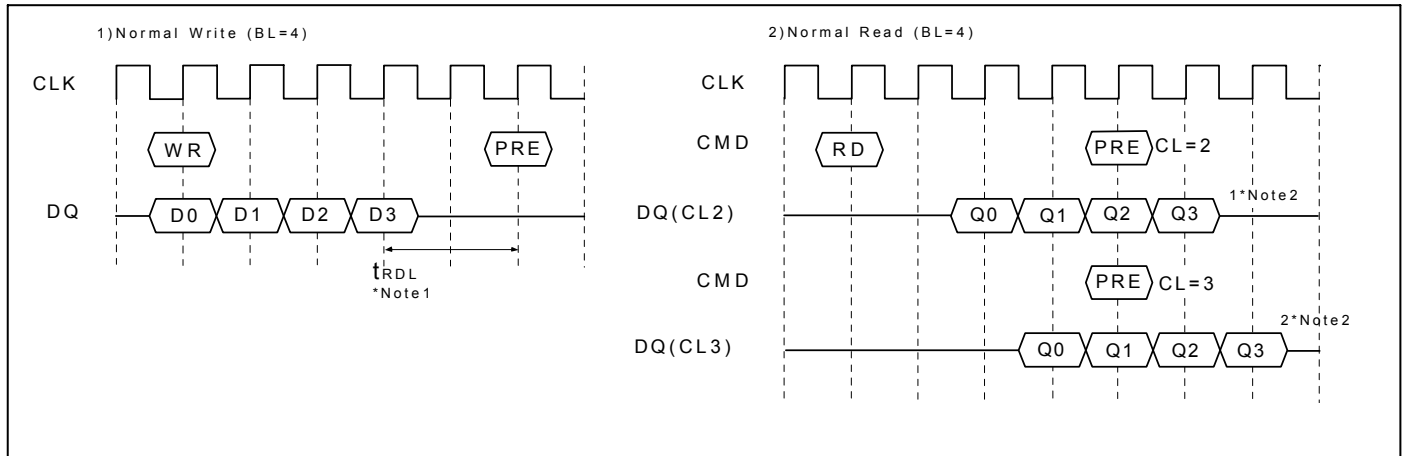 1)Normal Write (BL=4)
CLK
WR
PRE
DQ
D0 D1 D2 D3
tRDL
*Note1
2)Normal Read (BL=4)
CLK
CMD
RD
PRE CL=2
DQ(CL2)
Q0 Q1 Q2 Q3
1*Note2
CMD
PRE CL=3
DQ(CL3)
Q0 Q1 Q2 Q3
2*Note2